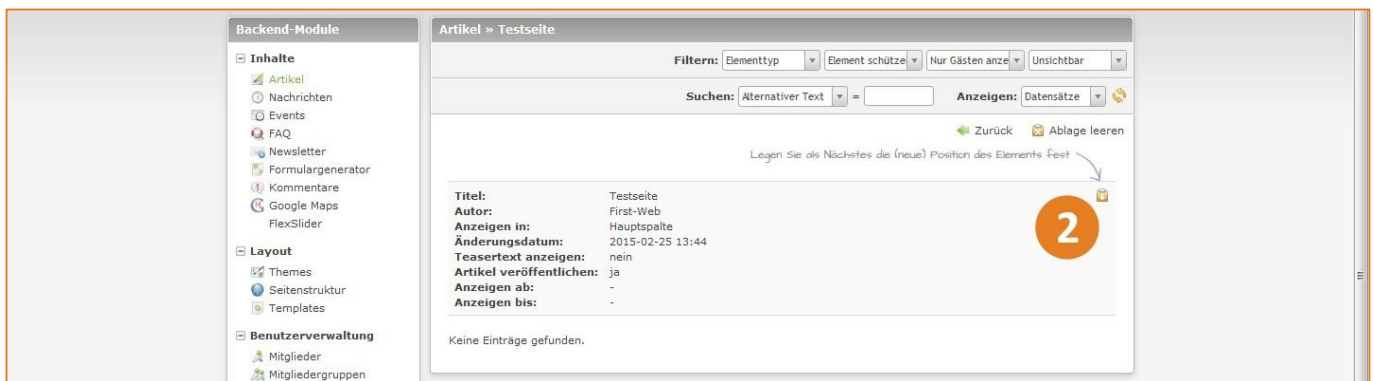 Backend-Module
Inhalte
Artikel
Nachrichten
Events
FAQ
Newsletter
Formulargenerator
Kommentare
Google Maps
FlexSlider
Layout
Themes
Seitenstruktur
Templates
Benutzerverwaltung
Mitglieder
Mitgliedergruppen
Artikel » Testseite
Filtern: Elementtyp Element schütze Nur Gästen anze Unsichtbar
Suchen: Alternativer Text = Anzeigen: Datensätze
Zurück Ablage leeren
Legen Sie als Nächstes die (neue) Position des Elements fest
Titel: Testseite
Autor: First-Web
Anzeigen in: Hauptspalte
Änderungsdatum: 2015-02-25 13:44
Teasertext anzeigen: nein
Artikel veröffentlichen: ja
Anzeigen ab: -
Anzeigen bis: -
2
Keine Einträge gefunden.